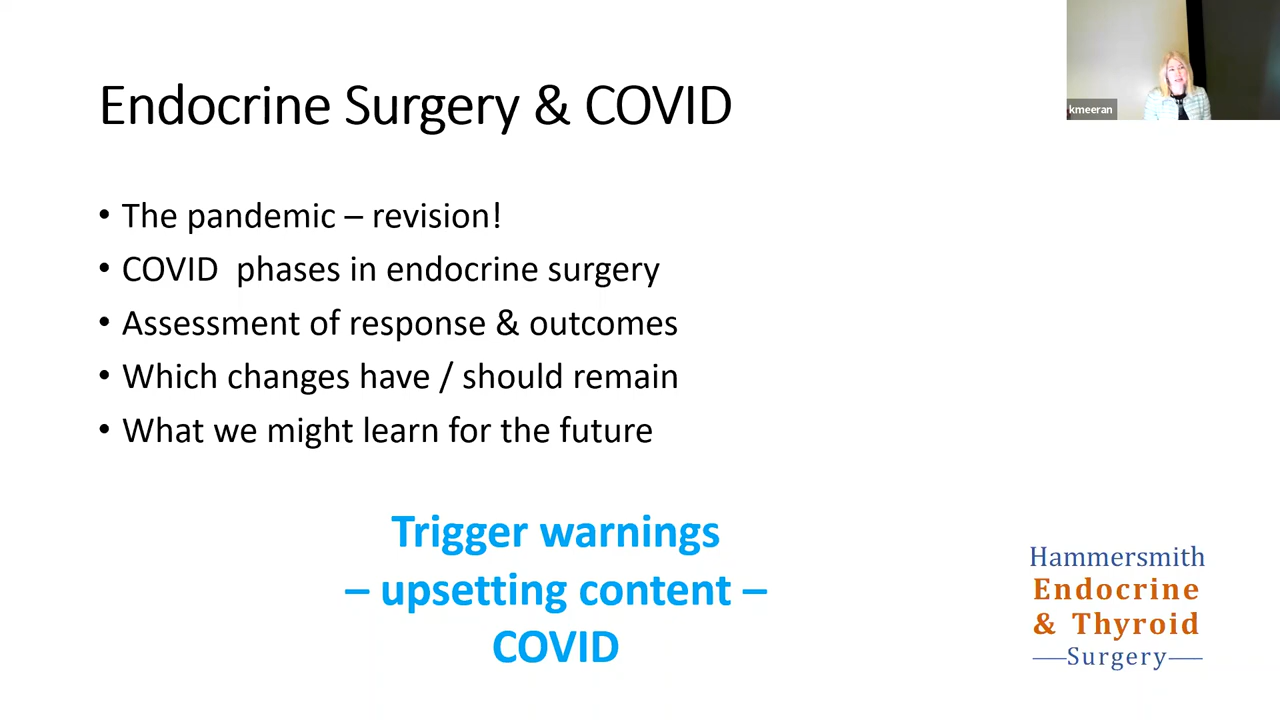 kmeeran
Endocrine Surgery & COVID
• The pandemic – revision!
• COVID  phases in endocrine surgery
• Assessment of response & outcomes
• Which changes have / should remain
• What we might learn for the future
Trigger warnings
– upsetting content –
COVID
Hammersmith
Endocrine
& Thyroid
Surgery